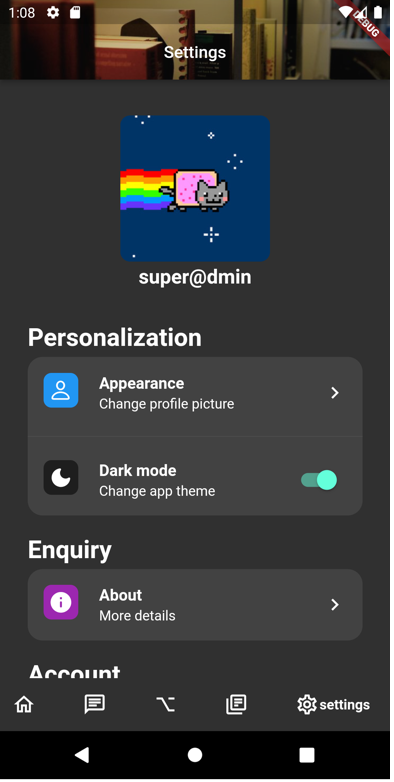 1:08
DEBUG
Settings
super@dmin
Personalization
Appearance
Change profile picture
Dark mode
Change app theme
Enquiry
About
More details
Account
settings